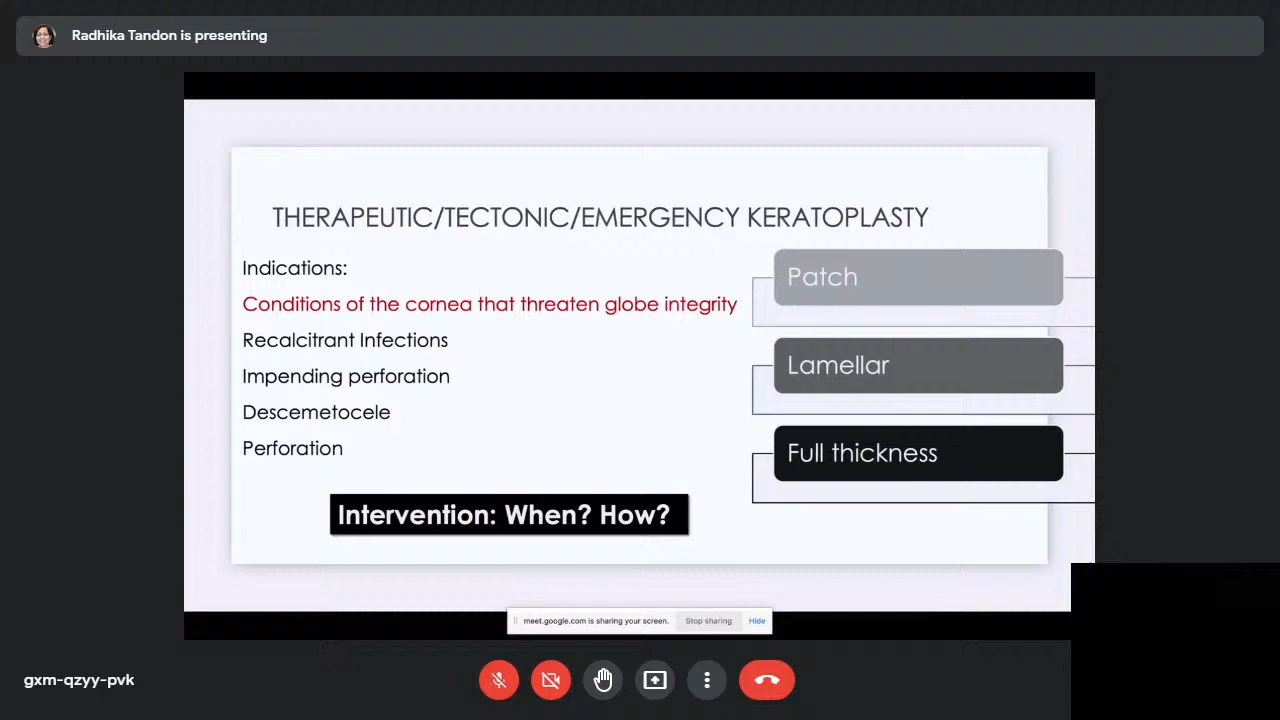 Radhika Tandon is presenting
THERAPEUTIC/TECTONIC/EMERGENCY KERATOPLASTY
Indications:
Conditions of the cornea that threaten globe integrity
Recalcitrant Infections
Impending perforation
Descemetocele
Perforation
Intervention: When? How?
Patch
Lamellar
Full thickness
meet.google.com is sharing your screen. Stop sharing Hide
gxm-qzyy-pvk